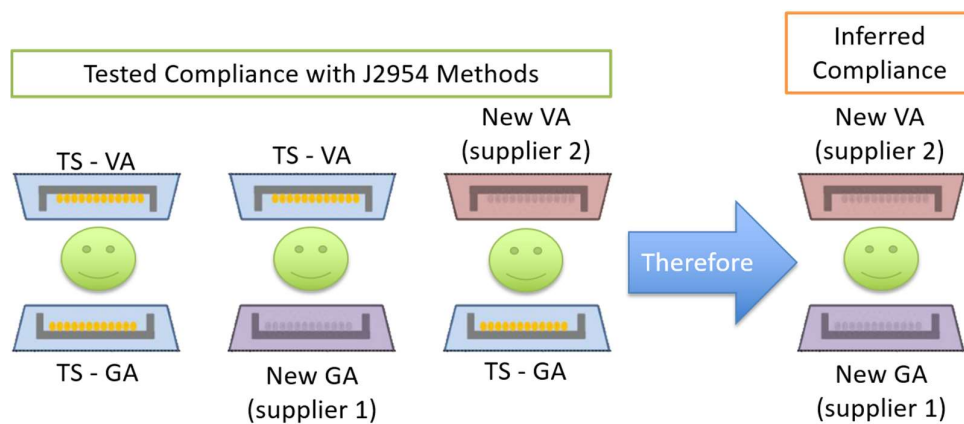 Tested Compliance with J2954 Methods
Inferred
Compliance
TS - VA
TS - VA
New VA
(supplier 2)
New VA
(supplier 2)
Therefore
TS - GA
New GA
(supplier 1)
TS - GA
New GA
(supplier 1)